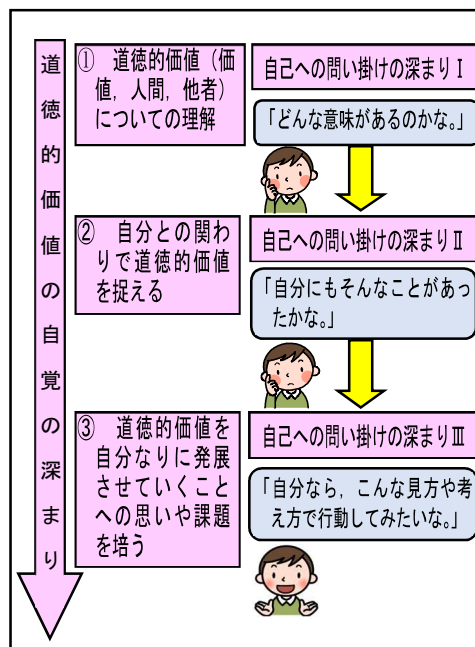 道徳的価値の自覚の深まり
① 道徳的価値（価
値，人間，他者）
についての理解
自己への問い掛けの深まりⅠ
「どんな意味があるのかな。」
② 自分との関わ
りで道徳的価値
を捉える
自己への問い掛けの深まりⅡ
「自分にもそんなことがあっ
たかな。」
③ 道徳的価値を
自分なりに発展
させていくこと
への思いや課題
を培う
自己への問い掛けの深まりⅢ
「自分なら，こんな見方や考
え方で行動してみたいな。」